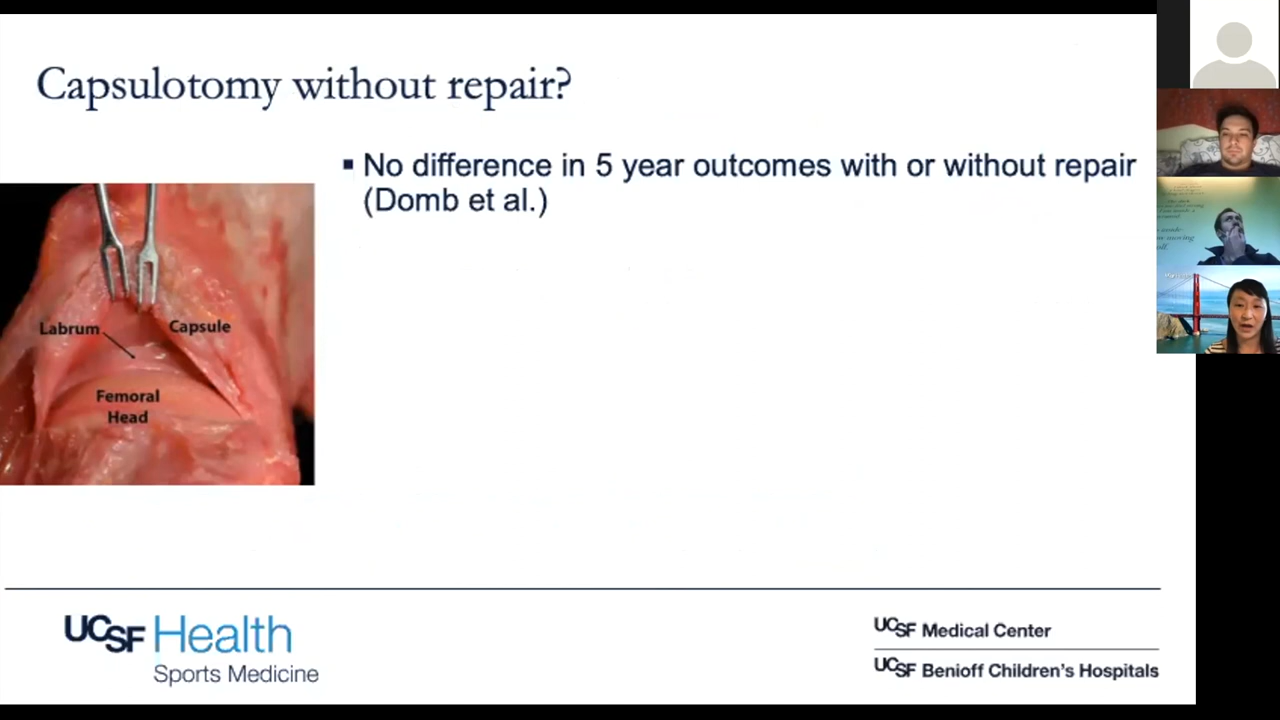 Capsulotomy without repair?
▪ No difference in 5 year outcomes with or without repair
(Domb et al.)
Labrum
Capsule
Femoral
Head
UCSF Health
Sports Medicine
UCSF Medical Center
UCSF Benioff Children's Hospitals